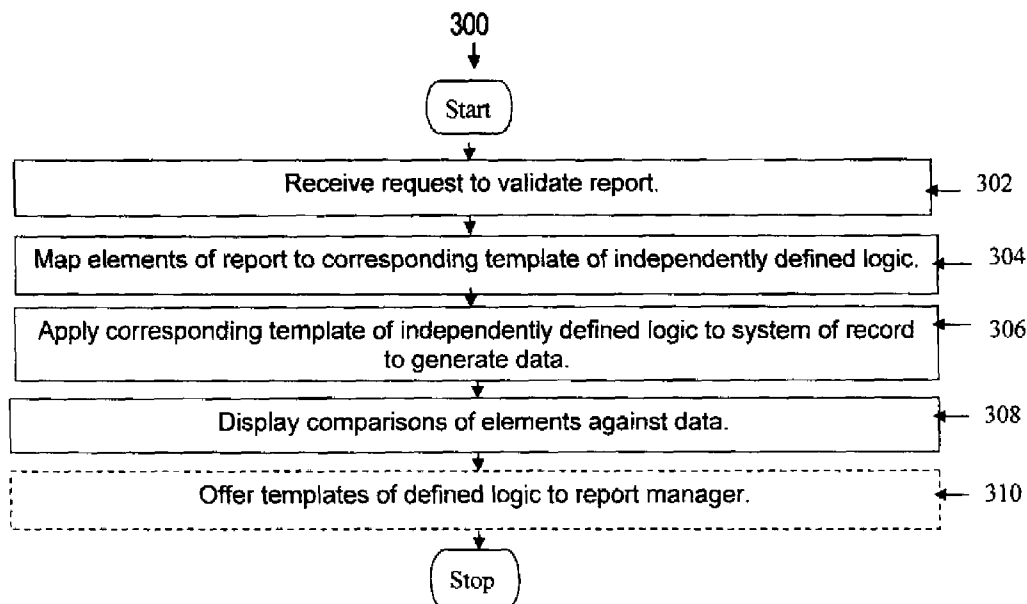 300
Start
Receive request to validate report.
302
Map elements of report to corresponding template of independently defined logic.
304
Apply corresponding template of independently defined logic to system of record
to generate data.
306
Display comparisons of elements against data.
308
Offer templates of defined logic to report manager.
310
Stop